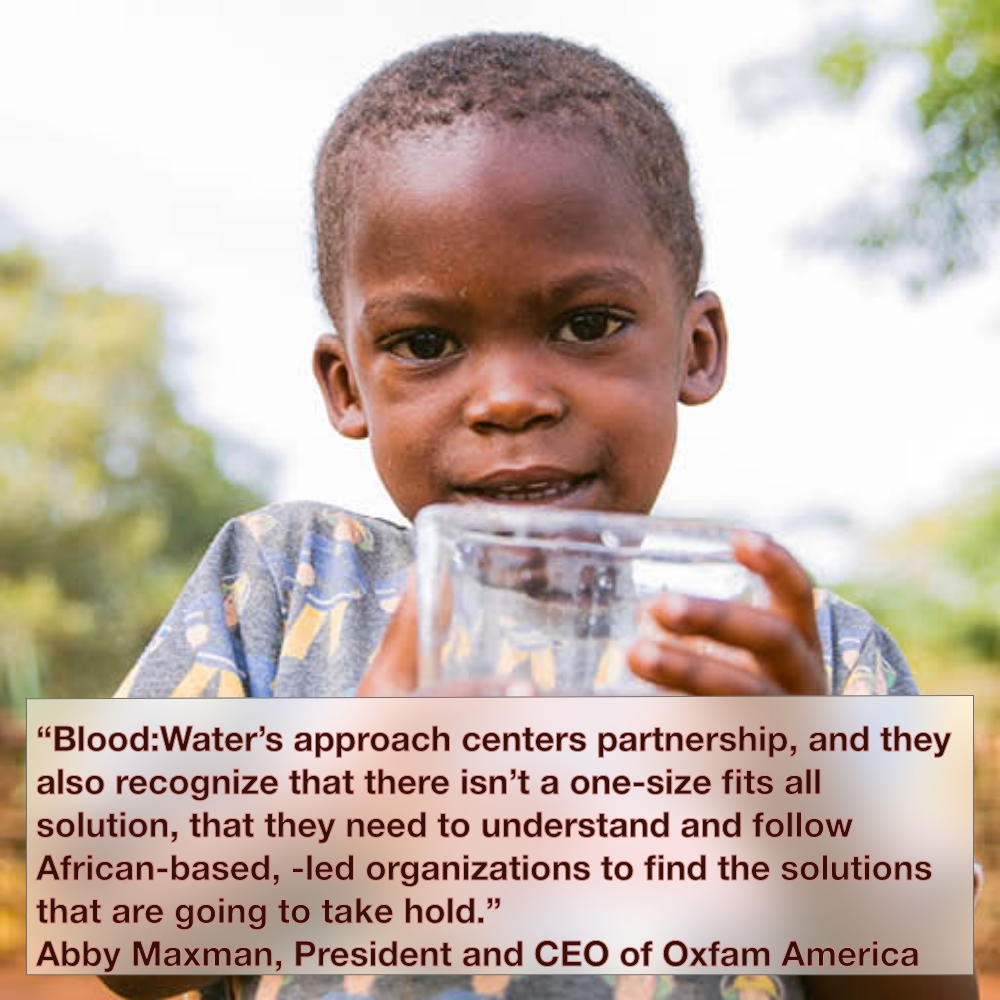 “Blood:Water’s approach centers partnership, and they
also recognize that there isn’t a one-size fits all
solution, that they need to understand and follow
African-based, -led organizations to find the solutions
that are going to take hold.”
Abby Maxman, President and CEO of Oxfam America